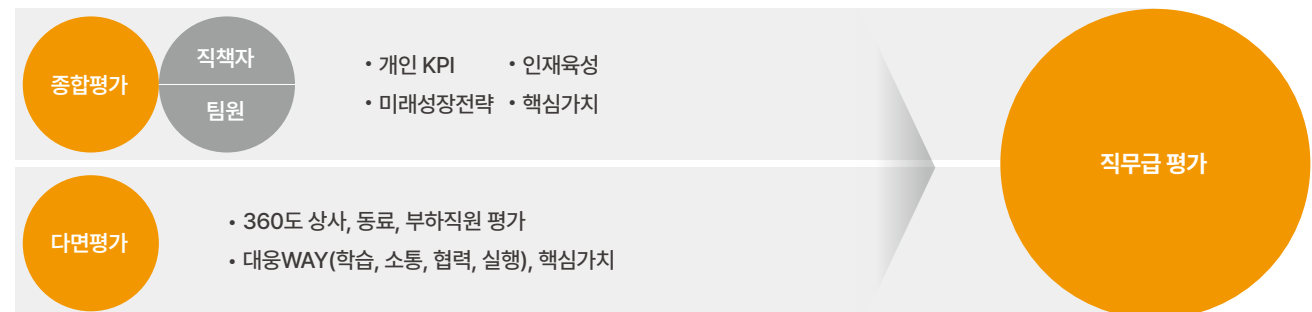 종합평가
직책자
팀원
• 개인 KPI • 인재육성
• 미래성장전략 • 핵심가치
다면평가
• 360도 상사, 동료, 부하직원 평가
• 대웅WAY(학습, 소통, 협력, 실행), 핵심가치
직무급 평가